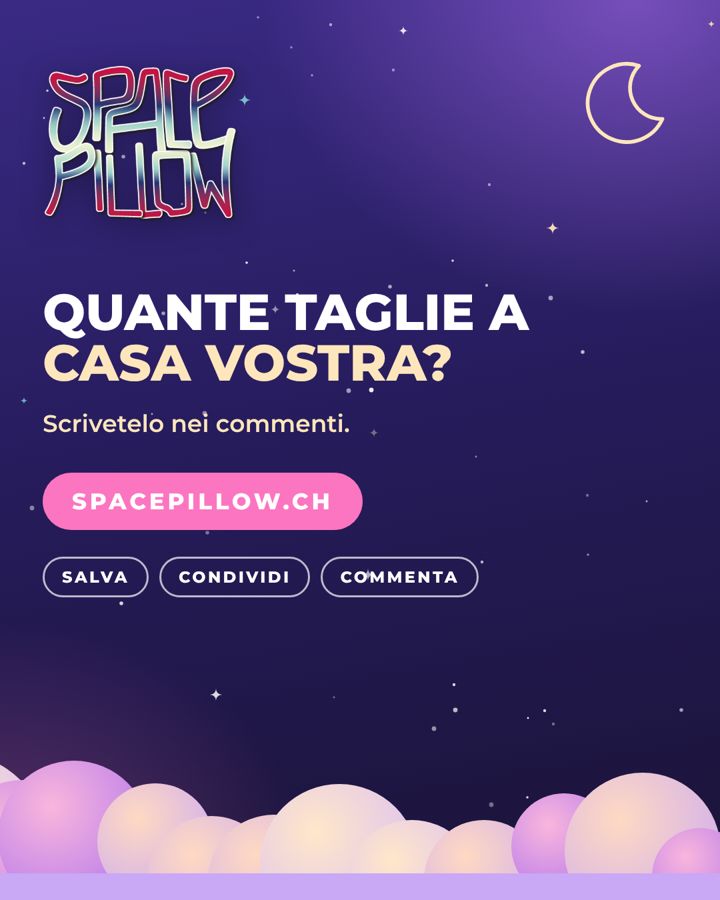 SPACE
PILLOW
QUANTE TAGLIE A
CASA VOSTRA?
Scrivetelo nei commenti.
SPACEPILLOW.CH
SALVA CONDIVIDI COMMENTA